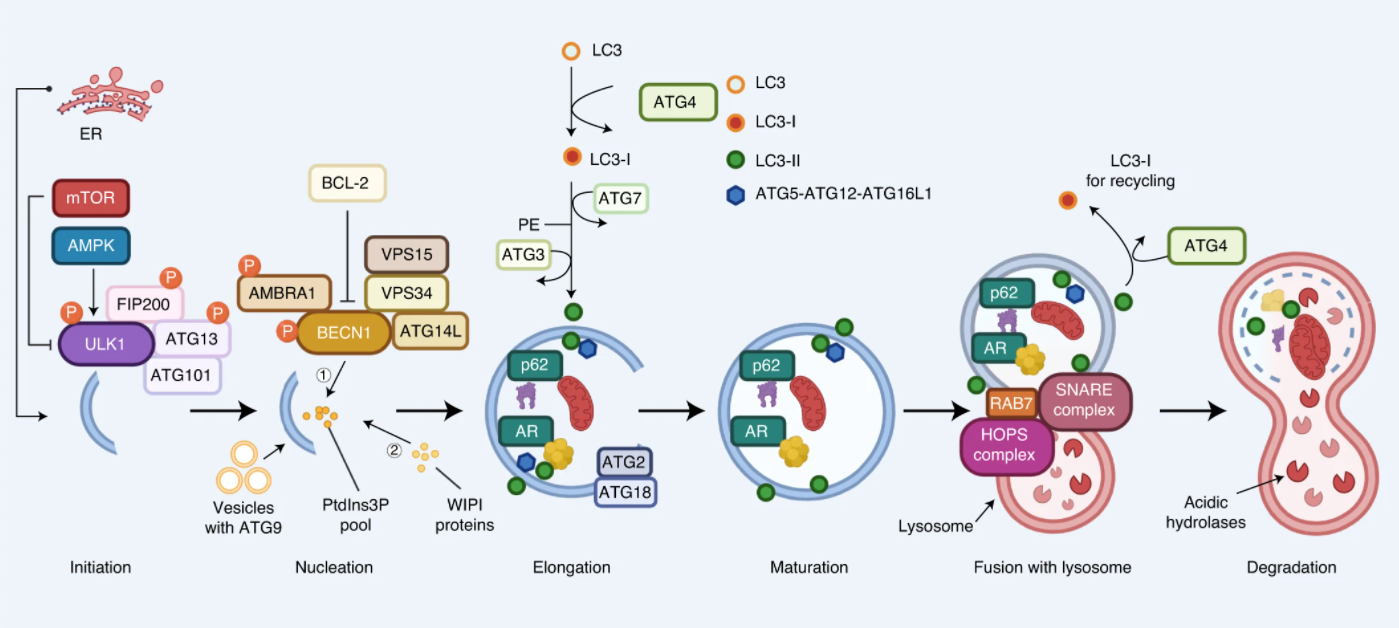 ER
mTOR
AMPK
P
FIP200
P
P
ULK1
ATG13
ATG101
Initiation
BCL-2
P
AMBRA1
VPS15
VPS34
P
BECN1
ATG14L
1
2
Vesicles
with ATG9
PtdIns3P
pool
WIPI
proteins
Nucleation
LC3
ATG4
LC3-I
ATG7
PE
ATG3
LC3
LC3-I
LC3-II
ATG5-ATG12-ATG16L1
p62
AR
ATG2
ATG18
Elongation
p62
AR
Maturation
LC3-I
for recycling
ATG4
p62
AR
RAB7
SNARE
complex
HOPS
complex
Lysosome
Fusion with lysosome
Acidic
hydrolases
Degradation